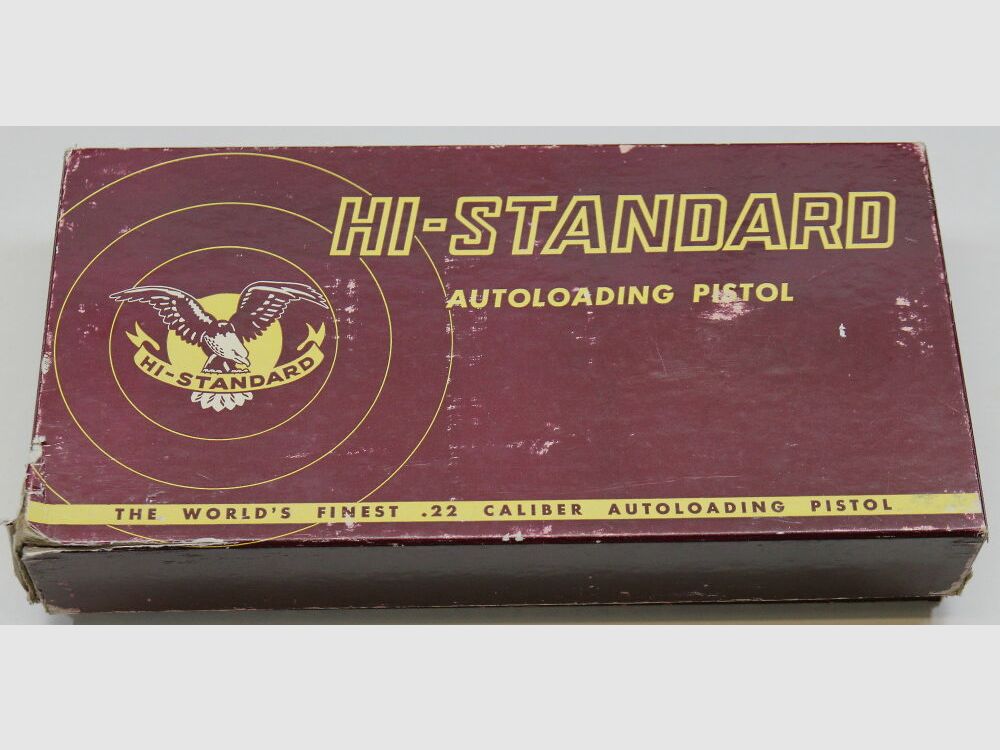 HI-STANDARD
AUTOLOADING PISTOL
HI-STANDARD
THE WORLD'S FINEST .22 CALIBER AUTOLOADING PISTOL